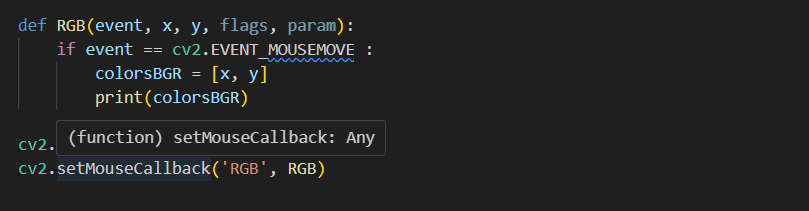 def RGB(event, x, y, flags, param):
    if event == cv2.EVENT_MOUSEMOVE :
        colorsBGR = [x, y]
        print(colorsBGR)
cv2.
(function) setMouseCallback: Any
cv2.setMouseCallback('RGB', RGB)